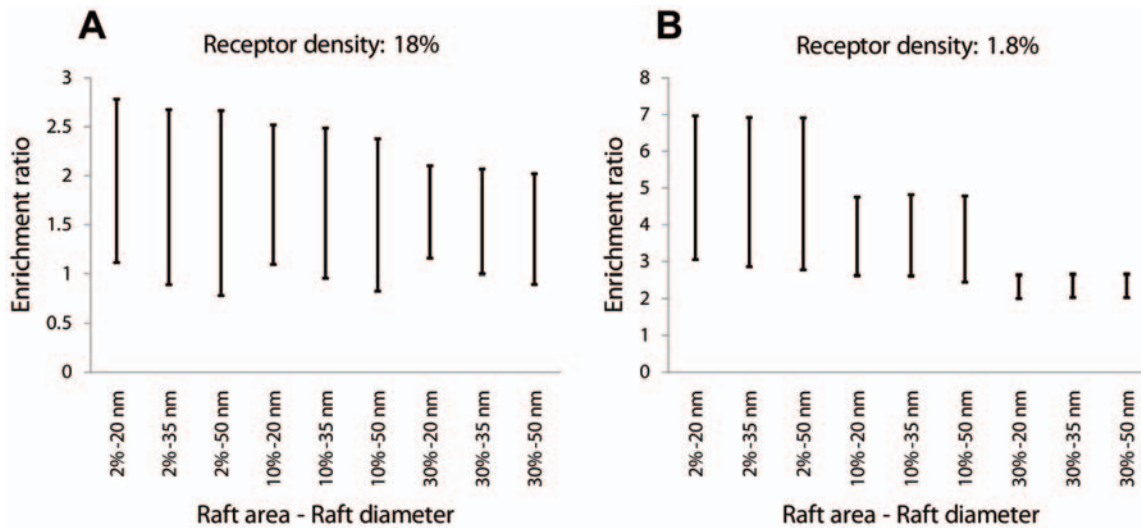 A
Receptor density: 18%
Enrichment ratio
3
2.5
2
1.5
1
0.5
0
2%-20 nm
2%-35 nm
2%-50 nm
10%-20 nm
10%-35 nm
10%-50 nm
30%-20 nm
30%-35 nm
30%-50 nm
Raft area - Raft diameter
B
Receptor density: 1.8%
Enrichment ratio
8
7
6
5
4
3
2
1
0
2%-20 nm
2%-35 nm
2%-50 nm
10%-20 nm
10%-35 nm
10%-50 nm
30%-20 nm
30%-35 nm
30%-50 nm
Raft area - Raft diameter